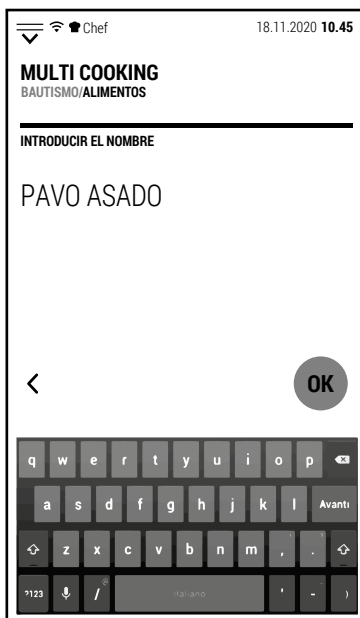 Chef 18.11.2020 10.45
MULTI COOKING
BAUTISMO/ALIMENTOS
INTRODUCIR EL NOMBRE
PAVO ASADO
< OK
q w e r t y u i o p
a s d f g h j k l Avanti
z x c v b n m , .
?123 / @ Italiano ' - )